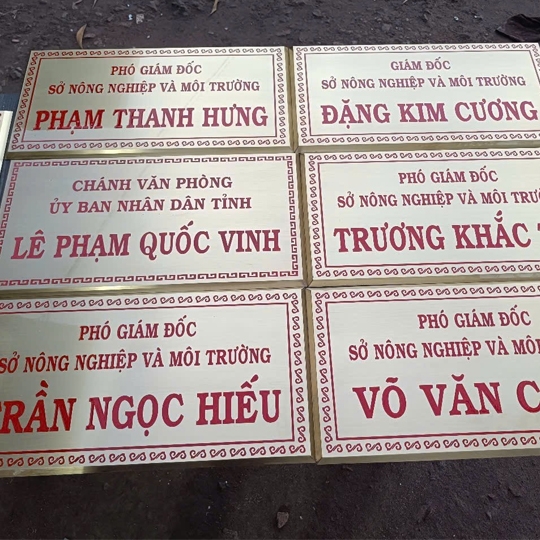 PHÓ GIÁM ĐỐC
SỞ NÔNG NGHIỆP VÀ MÔI TRƯỜNG
PHẠM THANH HƯNG
GIÁM ĐỐC
SỞ NÔNG NGHIỆP VÀ MÔI TRƯỜNG
ĐẶNG KIM CƯƠNG
CHÁNH VĂN PHÒNG
ỦY BAN NHÂN DÂN TỈNH
LÊ PHẠM QUỐC VINH
PHÓ GIÁM ĐỐC
SỞ NÔNG NGHIỆP VÀ MÔI
TRƯƠNG KHẮC
PHÓ GIÁM ĐỐC
SỞ NÔNG NGHIỆP VÀ MÔI TRƯỜNG
TRẦN NGỌC HIẾU
PHÓ GIÁM ĐỐC
SỞ NÔNG NGHIỆP VÀ
VÕ VĂN